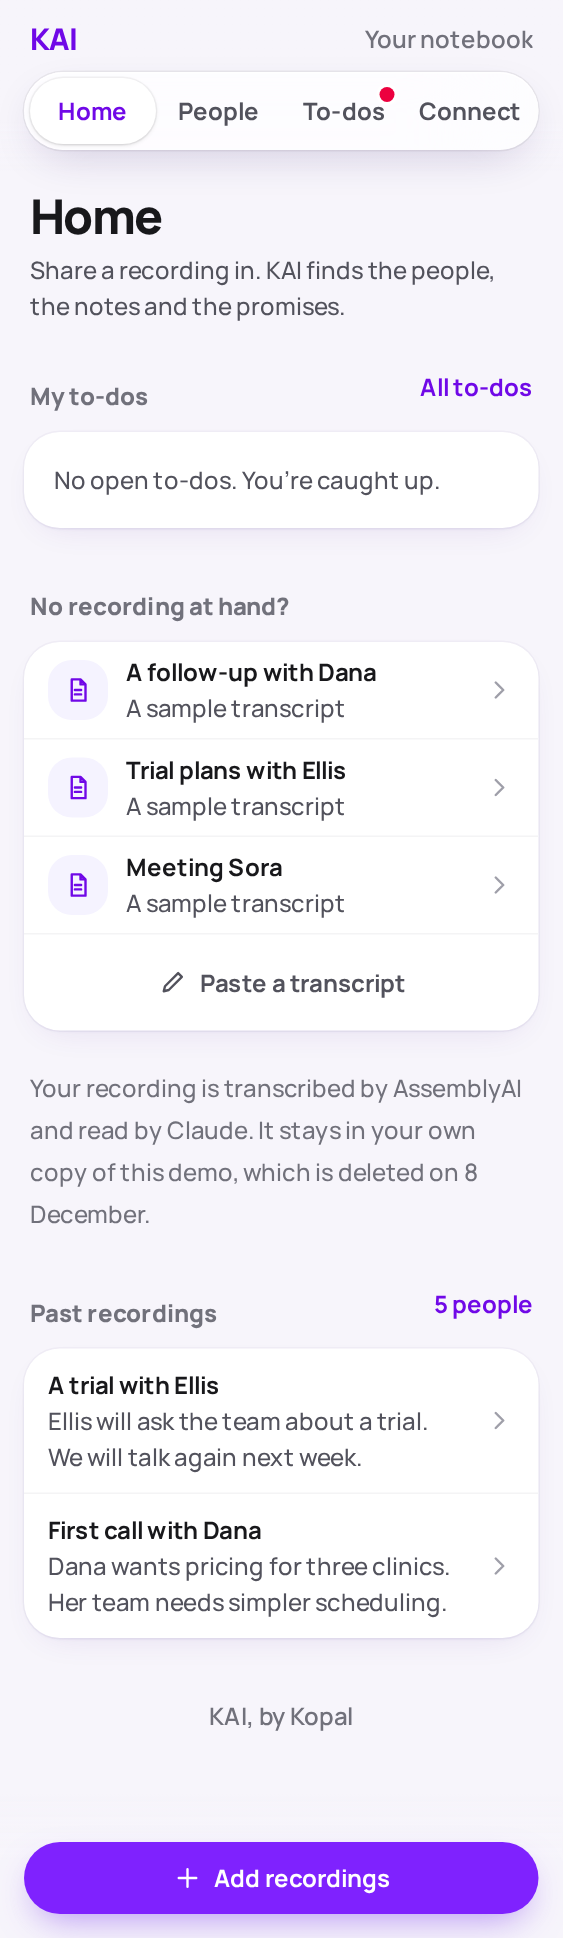 KAI
Your notebook
Home
People
To-dos
Connect
Home
Share a recording in. KAI finds the people,
the notes and the promises.
My to-dos
All to-dos
No open to-dos. You’re caught up.
No recording at hand?
A follow-up with Dana
A sample transcript
Trial plans with Ellis
A sample transcript
Meeting Sora
A sample transcript
Paste a transcript
Your recording is transcribed by AssemblyAI
and read by Claude. It stays in your own
copy of this demo, which is deleted on 8
December.
Past recordings
5 people
A trial with Ellis
Ellis will ask the team about a trial.
We will talk again next week.
First call with Dana
Dana wants pricing for three clinics.
Her team needs simpler scheduling.
KAI, by Kopal
Add recordings